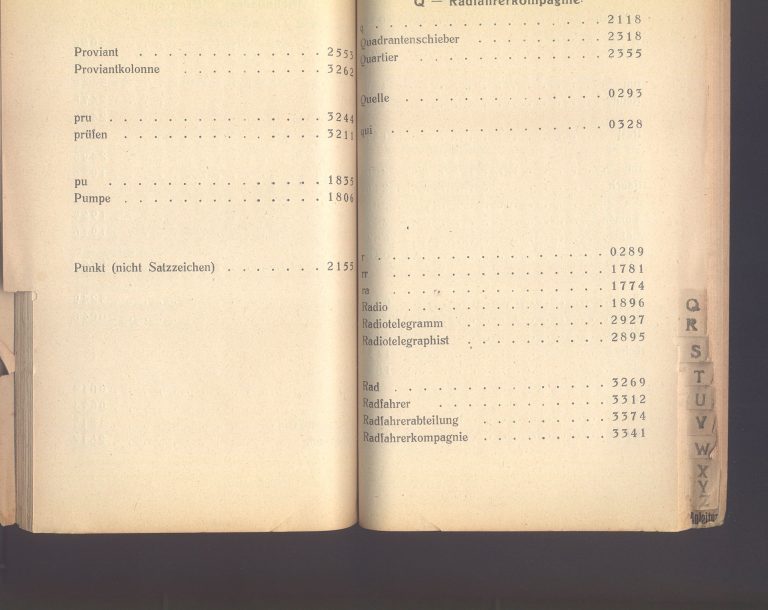 Proviant . . . . . . . . . . . 2553
Proviantkolonne . . . . . . . . . 3262
pru . . . . . . . . . . . . . 3244
prüfen . . . . . . . . . . . . 3211
pu . . . . . . . . . . . . . 1835
Pumpe . . . . . . . . . . . . 1806
Punkt (nicht Satzzeichen) . . . . . . . 2155
Q — Radfahrerkompagnie
q . . . . . . . . . . . . . . 2118
Quadrantenschieber . . . . . . . . 2318
Quartier . . . . . . . . . . . 2355
Quelle . . . . . . . . . . . . 0293
qui . . . . . . . . . . . . . 0328
r . . . . . . . . . . . . . . 0289
rr . . . . . . . . . . . . . 1781
ra . . . . . . . . . . . . . 1774
Radio . . . . . . . . . . . . 1896
Radiotelegramm . . . . . . . . . 2927
Radiotelegraphist . . . . . . . . . 2895
Rad . . . . . . . . . . . . . 3269
Radfahrer . . . . . . . . . . . 3312
Radfahrerabteilung . . . . . . . . . 3374
Radfahrerkompagnie . . . . . . . . 3341
Q
R
S
T
U
V
W
X
Y
Z